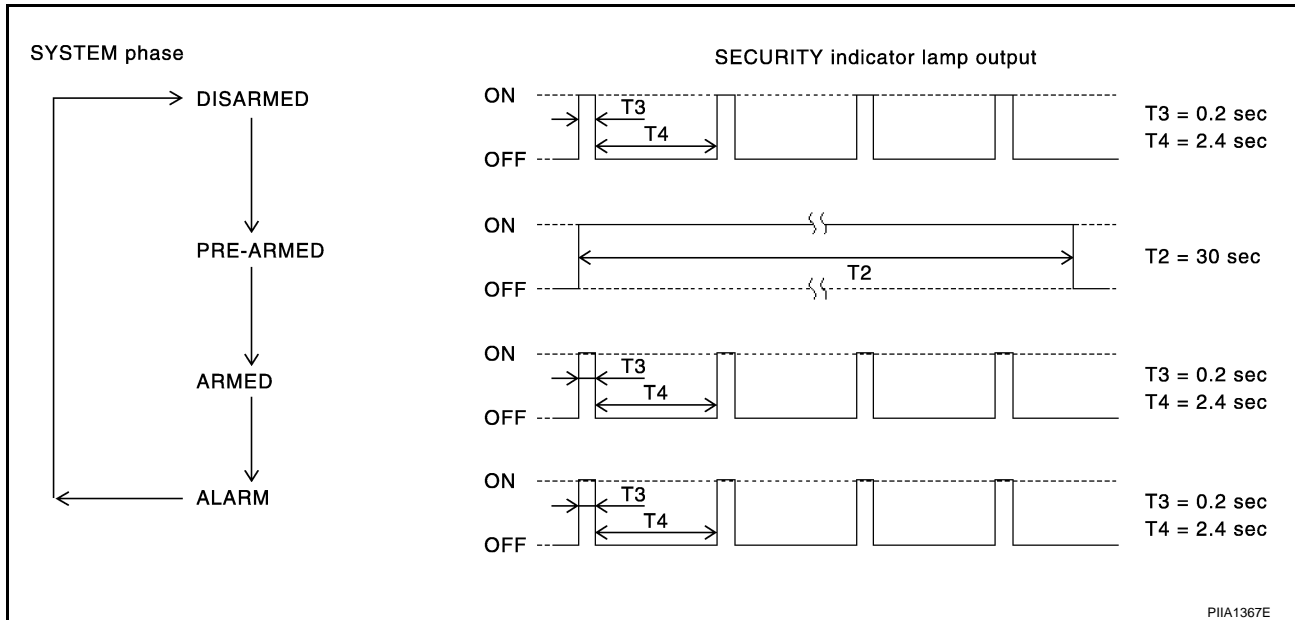 SYSTEM phase
SECURITY indicator lamp output
DISARMED
ON
T3
T4
OFF
T3 = 0.2 sec
T4 = 2.4 sec
PRE-ARMED
ON
T2
OFF
T2 = 30 sec
ARMED
ON
T3
T4
OFF
T3 = 0.2 sec
T4 = 2.4 sec
ALARM
ON
T3
T4
OFF
T3 = 0.2 sec
T4 = 2.4 sec
PIIA1367E